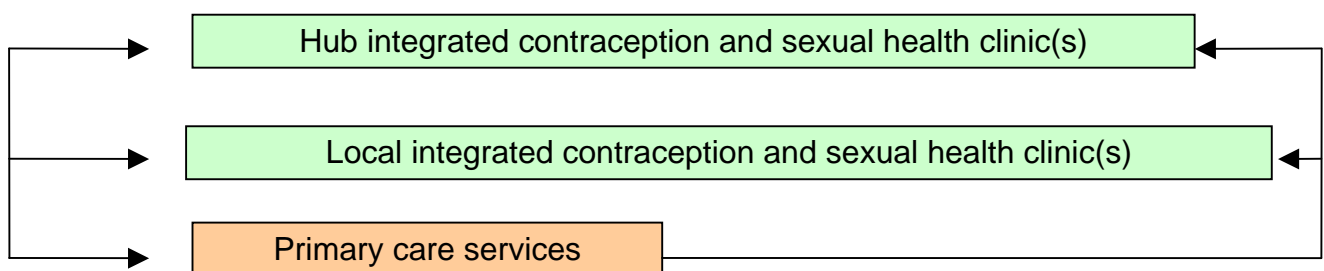 Hub integrated contraception and sexual health clinic(s)
Local integrated contraception and sexual health clinic(s)
Primary care services